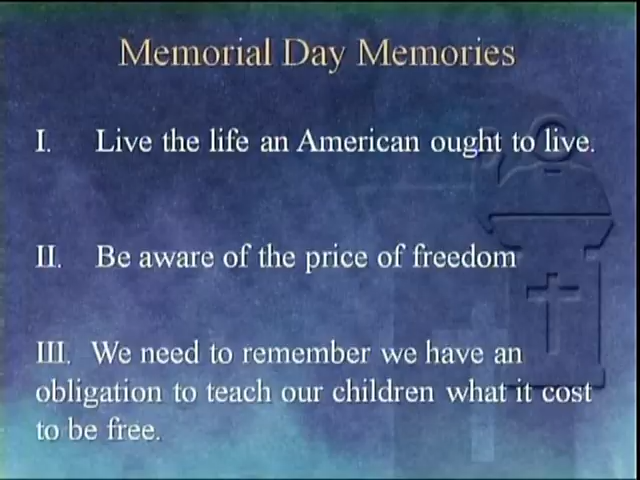 Memorial Day Memories
I. Live the life an American ought to live.
II. Be aware of the price of freedom
III. We need to remember we have an
obligation to teach our children what it cost
to be free.